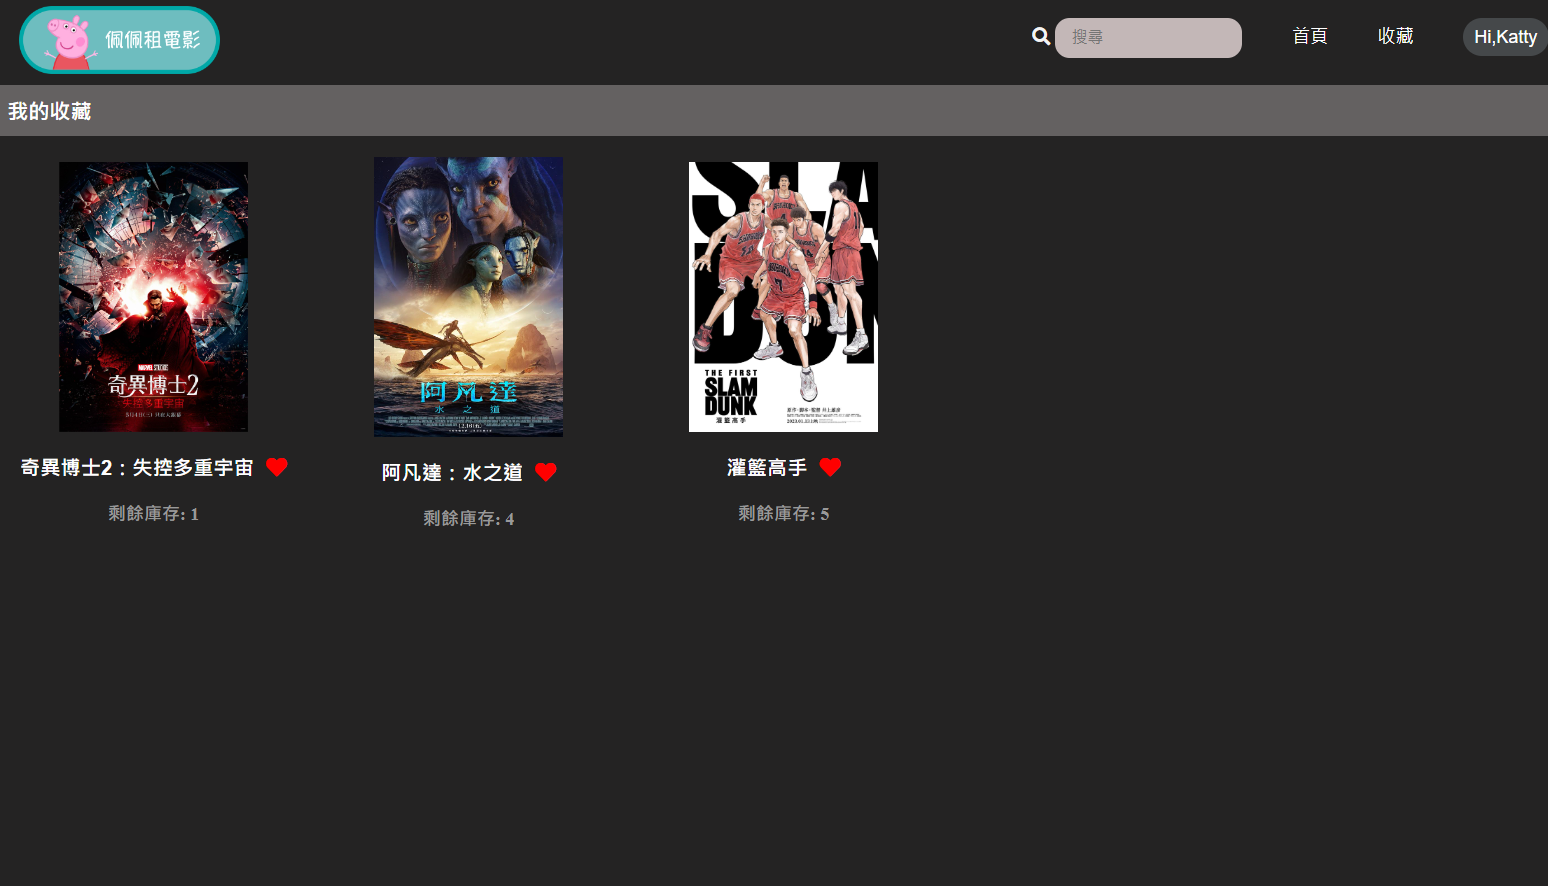 佩佩租電影
搜尋
首頁
收藏
Hi,Katty
我的收藏
MARVEL STUDIOS
奇異博士2
失控多重宇宙
阿凡達
水之道
SLAM
DUNK
THE FIRST
SLAM
DUNK
灌籃高手
奇異博士2：失控多重宇宙
阿凡達：水之道
灌籃高手
剩餘庫存: 1
剩餘庫存: 4
剩餘庫存: 5